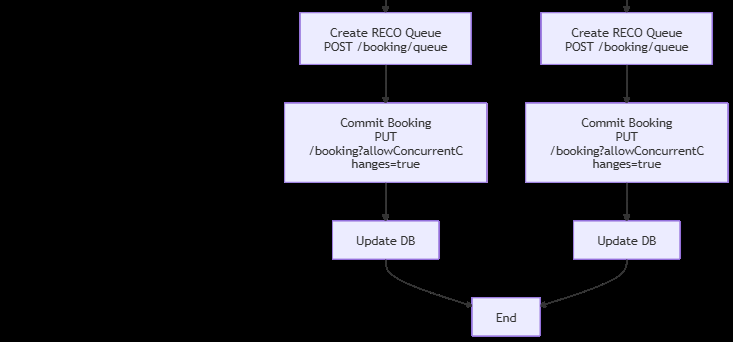 Create RECO Queue
POST /booking/queue
Create RECO Queue
POST /booking/queue
Commit Booking
PUT
/booking?allowConcurrentC
hanges=true
Commit Booking
PUT
/booking?allowConcurrentC
hanges=true
Update DB
Update DB
End